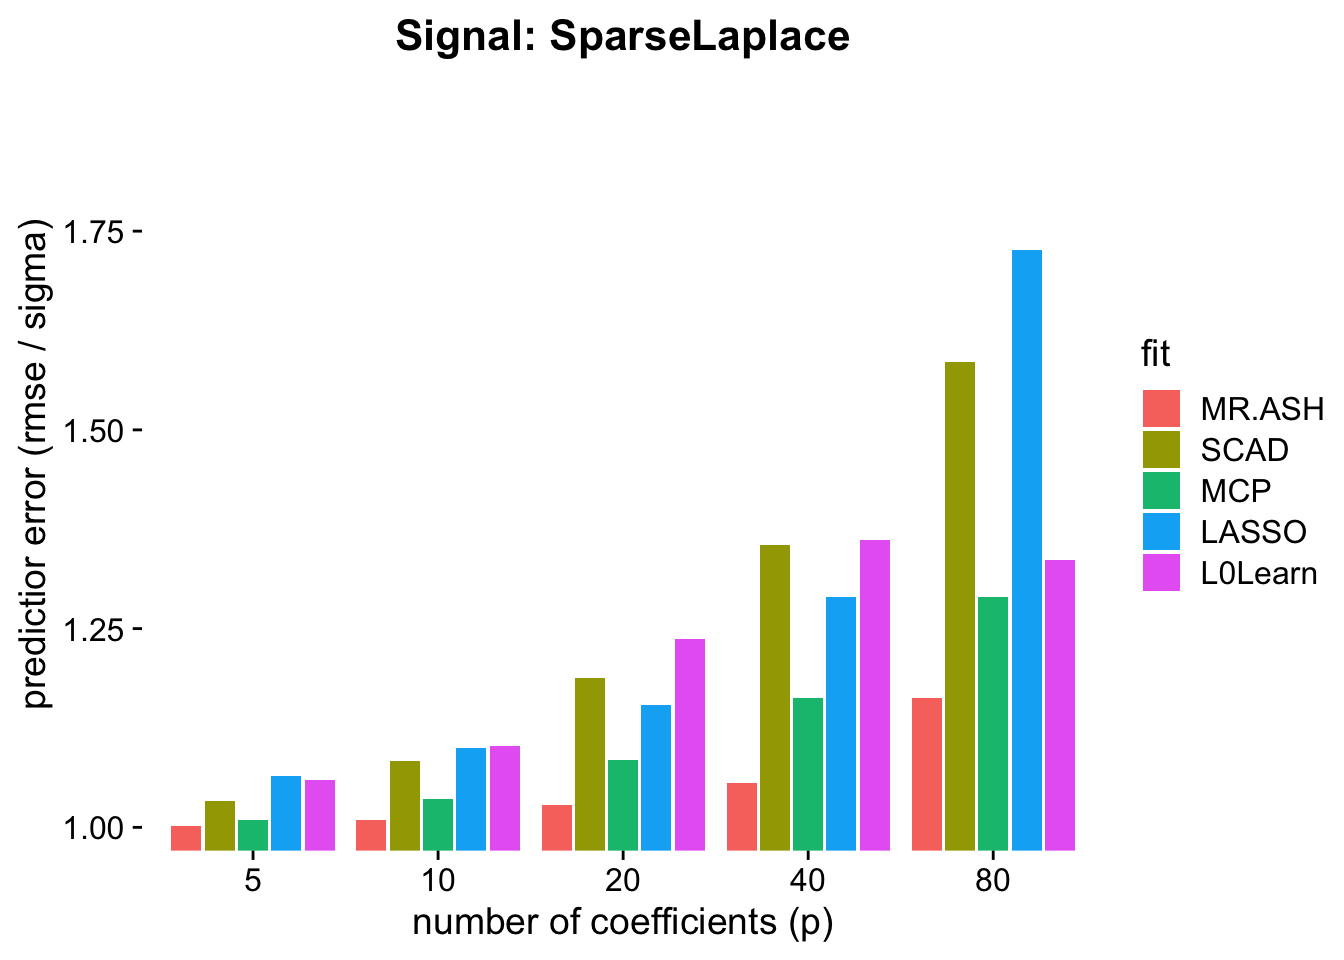 Signal: SparseLaplace
predictior error (rmse / sigma)
1.75
1.50
1.25
1.00
5 10 20 40 80
number of coefficients (p)
fit
MR.ASH
SCAD
MCP
LASSO
L0Learn